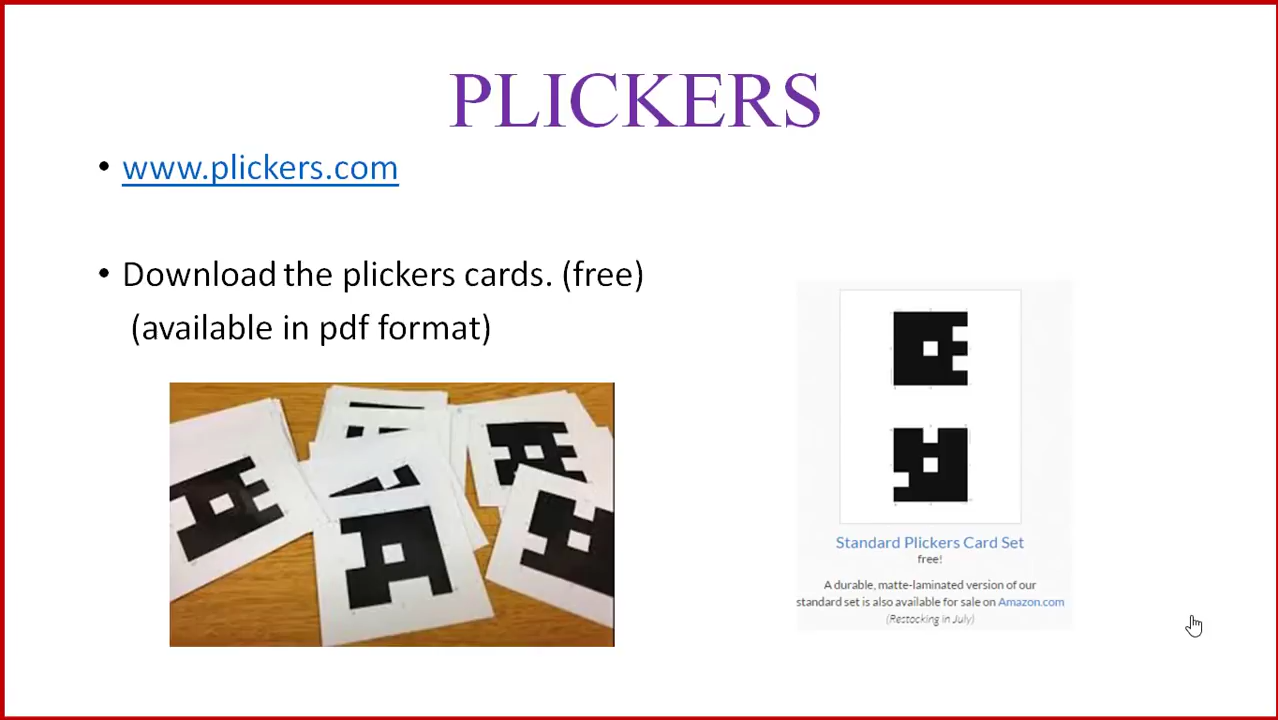 PLICKERS
• www.plickers.com
• Download the plickers cards. (free)
(available in pdf format)
Standard Plickers Card Set
free!
A durable, matte-laminated version of our
standard set is also available for sale on Amazon.com
(Restocking in July)